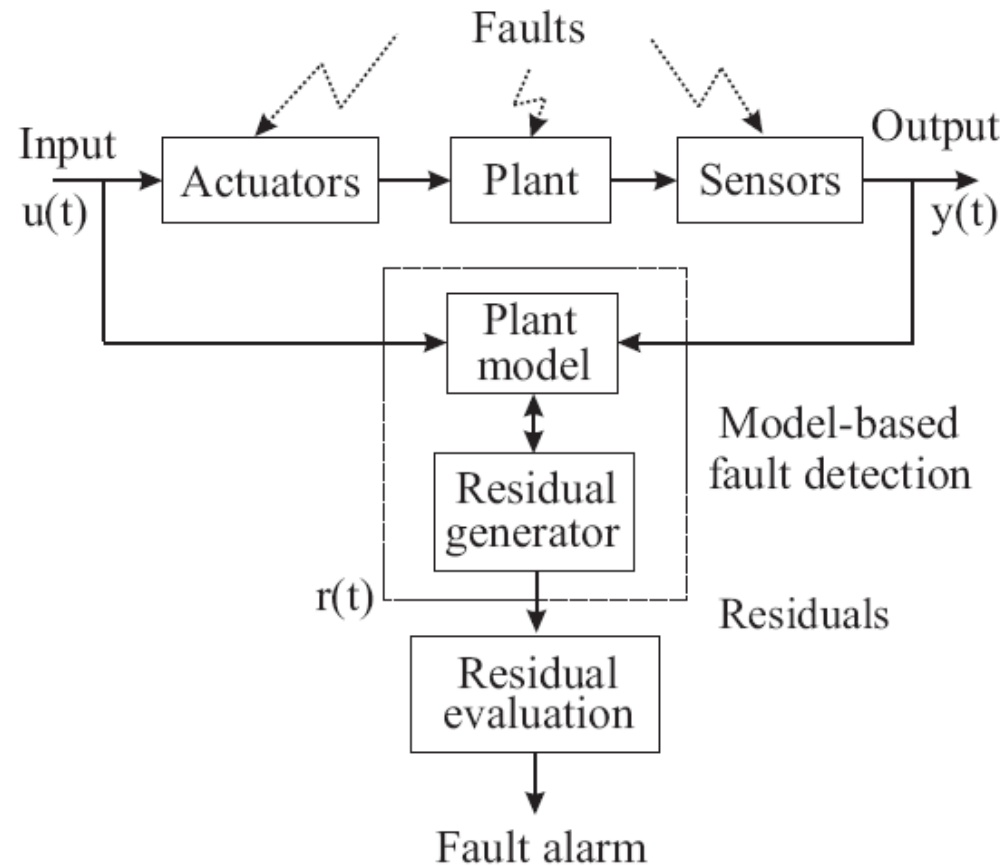 Faults
Input
Output
Actuators
Plant
Sensors
u(t)
y(t)
Plant
model
Model-based
fault detection
Residual
generator
r(t)
Residuals
Residual
evaluation
Fault alarm